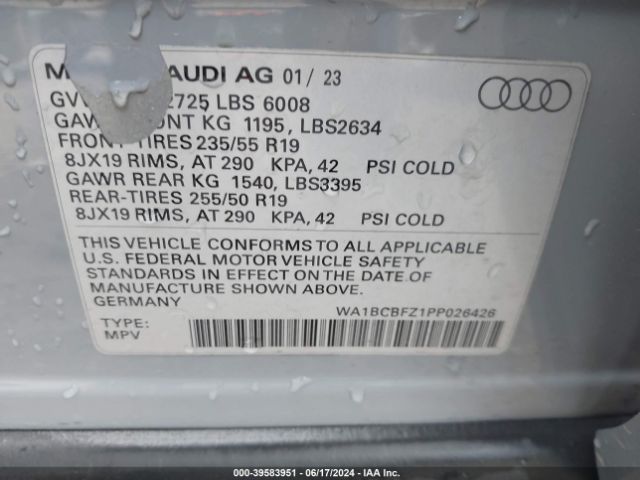 AUDI AG 01/ 23
2725 LBS 6008
KG 1195, LBS2634
FRONT-TIRES 235/55 R19
8JX19 RIMS, AT 290 KPA, 42 PSI COLD
GAWR REAR KG 1540, LBS3395
REAR-TIRES 255/50 R19
8JX19 RIMS, AT 290 KPA, 42 PSI COLD
THIS VEHICLE CONFORMS TO ALL APPLICABLE
U.S. FEDERAL MOTOR VEHICLE SAFETY
STANDARDS IN EFFECT ON THE DATE OF
MANUFACTURE SHOWN ABOVE.
GERMANY
WA1BCBFZ1PP026426
TYPE:
MPV
000-39583951 | 06/17/2024 - IAA Inc.